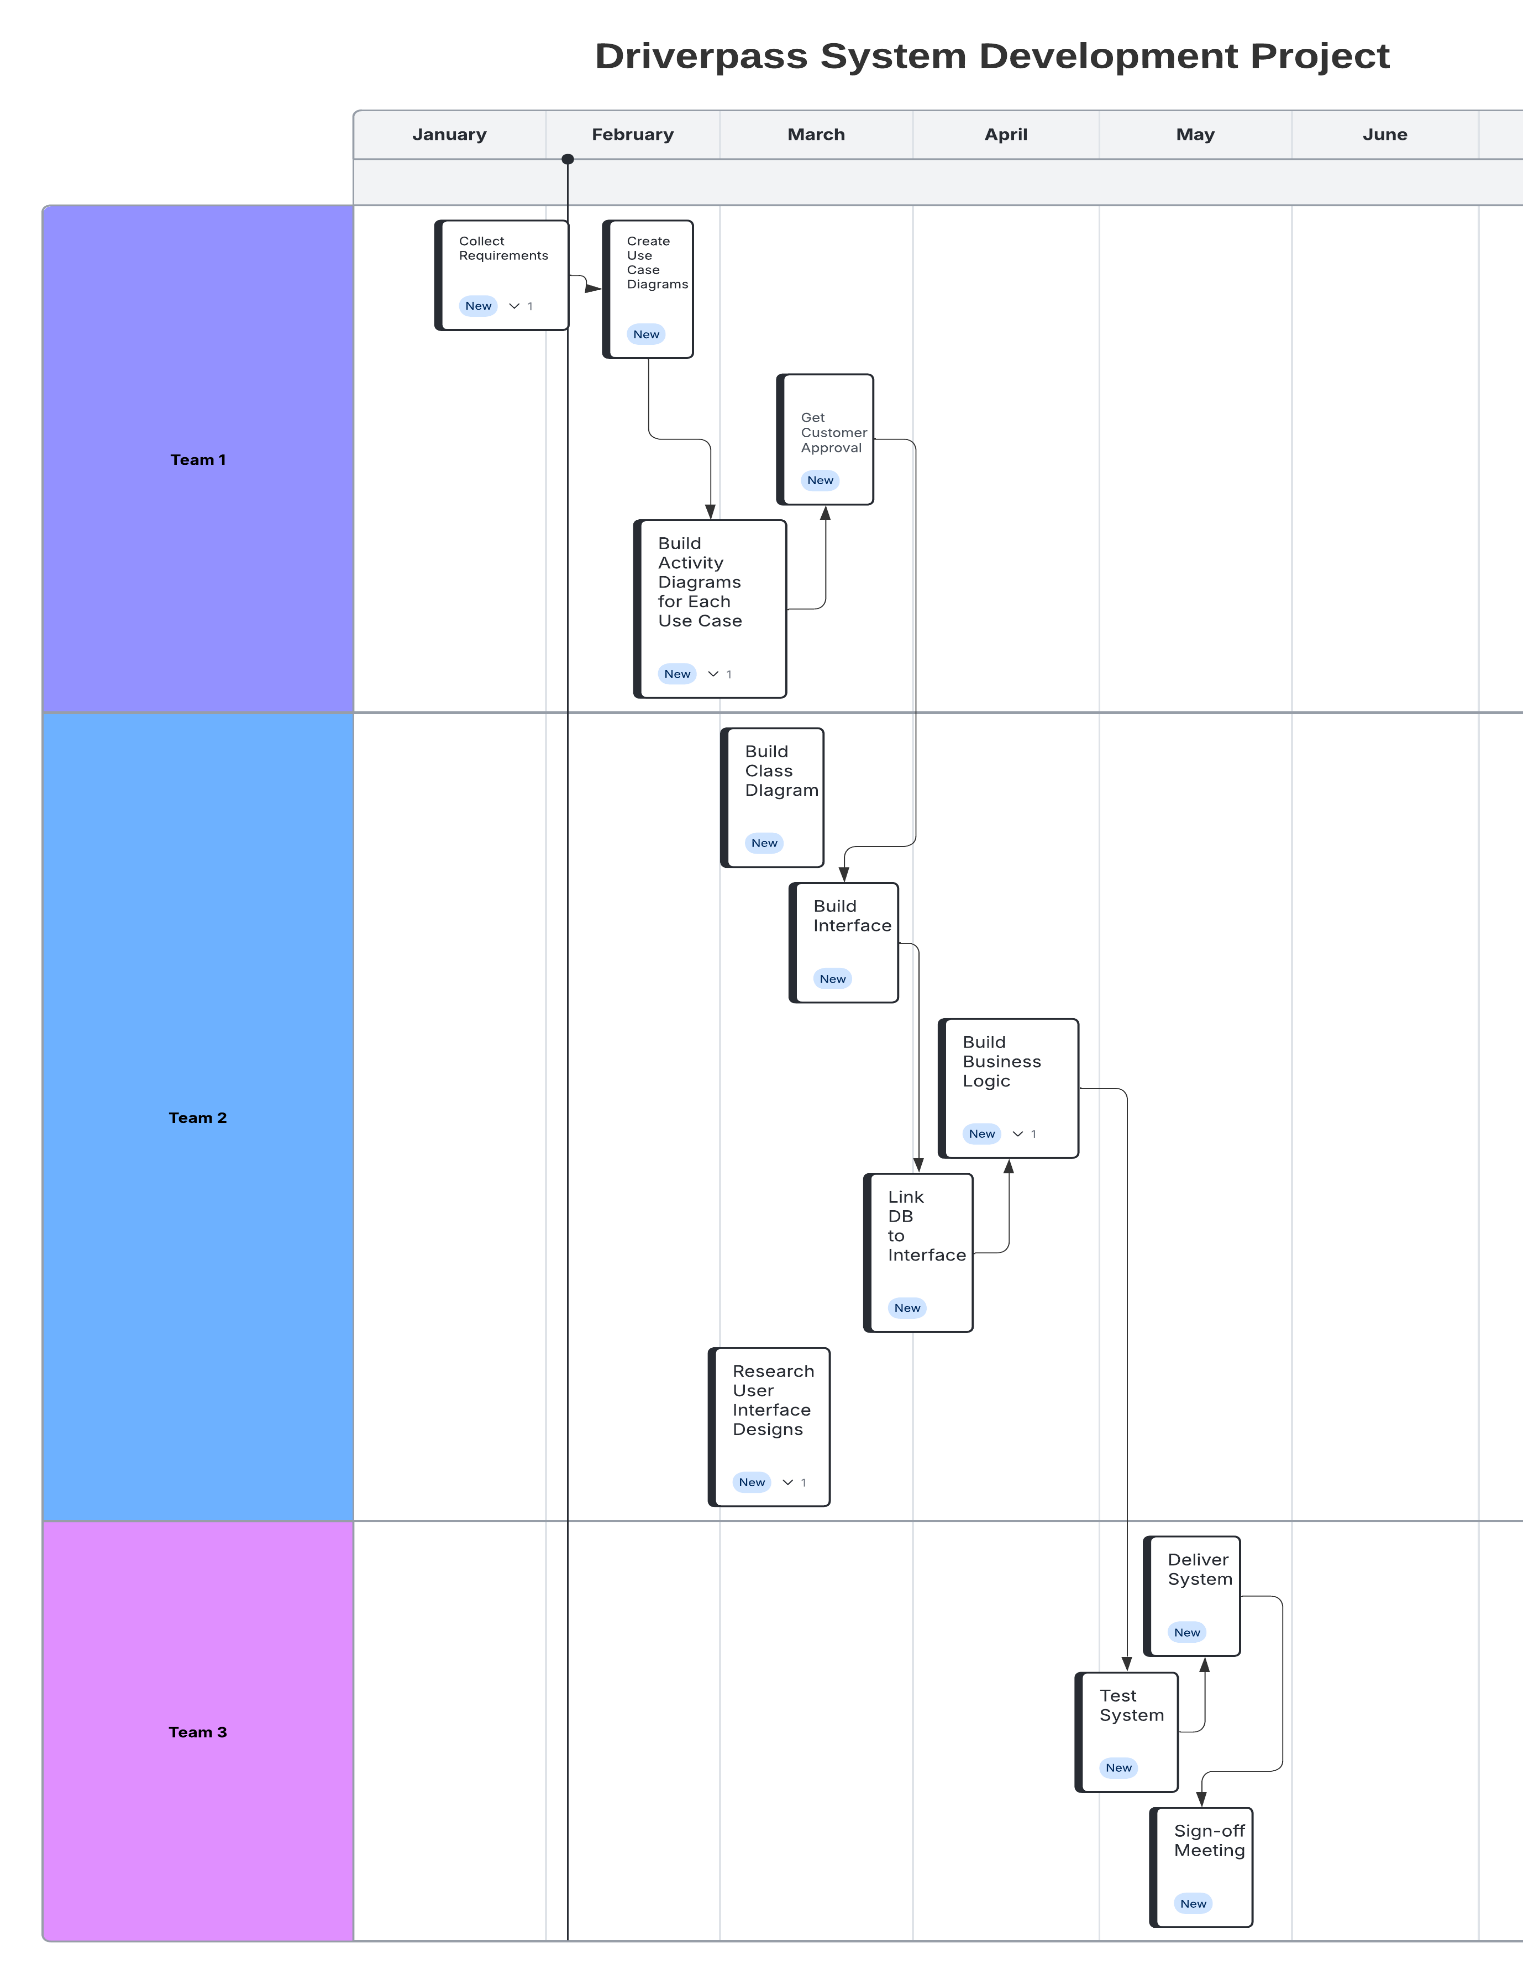 Driverpass System Development Project
January
February
March
April
May
June
Team 1
Collect
Requirements
New
1
Create
Use
Case
Diagrams
New
Get
Customer
Approval
New
Build
Activity
Diagrams
for Each
Use Case
New
1
Team 2
Build
Class
DIagram
New
Build
Interface
New
Build
Business
Logic
New
1
Link
DB
to
Interface
New
Research
User
Interface
Designs
New
1
Team 3
Deliver
System
New
Test
System
New
Sign-off
Meeting
New